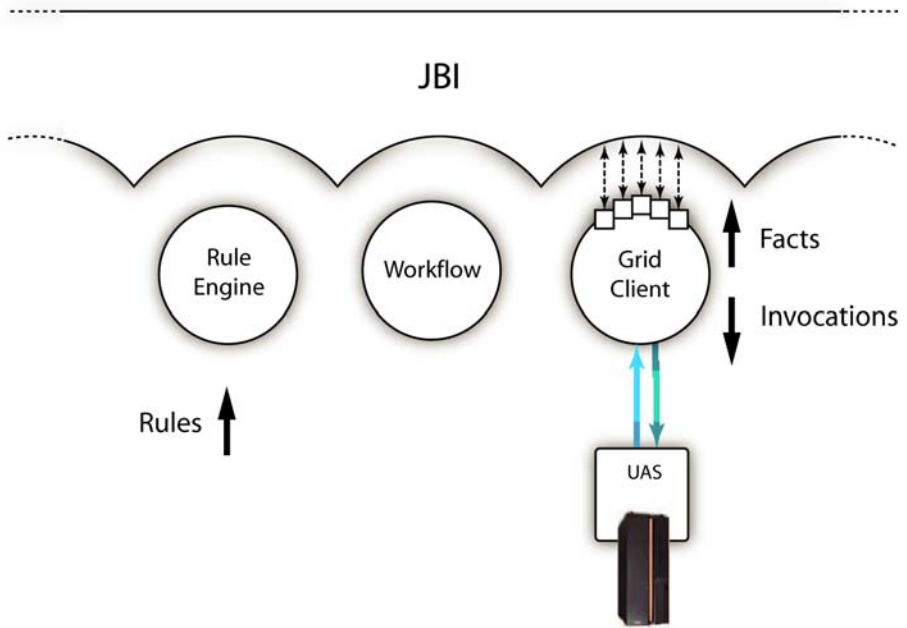 JBI
Rule
Engine
Workflow
Grid
Client
Facts
Invocations
Rules
UAS